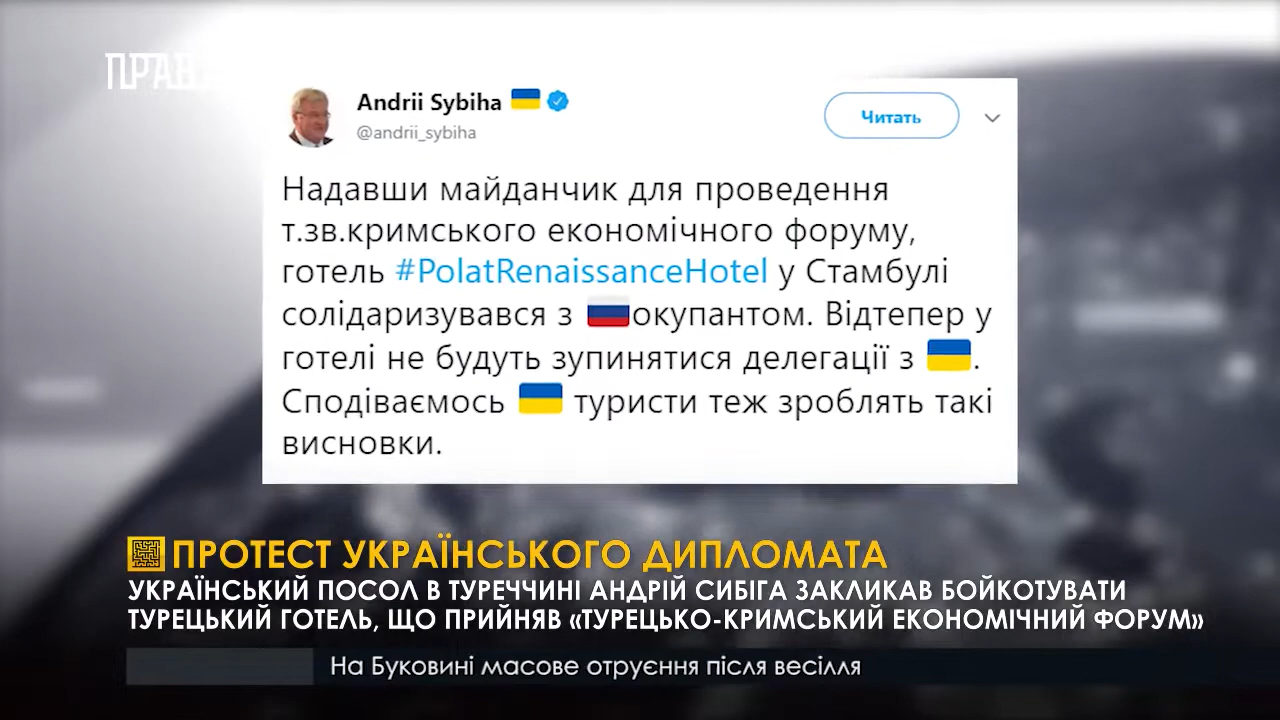 ПРАВ
Andrii Sybiha
@andrii_sybiha
Читать
Надавши майданчик для проведення
т.зв.кримського економічного форуму,
готель #PolatRenaissanceHotel у Стамбулі
солідаризувався з окупантом. Відтепер у
готелі не будуть зупинятися делегації з .
Сподіваємось туристи теж зроблять такі
висновки.
ПРОТЕСТ УКРАЇНСЬКОГО ДИПЛОМАТА
УКРАЇНСЬКИЙ ПОСОЛ В ТУРЕЧЧИНІ АНДРІЙ СИБІГА ЗАКЛИКАВ БОЙКОТУВАТИ
ТУРЕЦЬКИЙ ГОТЕЛЬ, ЩО ПРИЙНЯВ «ТУРЕЦЬКО-КРИМСЬКИЙ ЕКОНОМІЧНИЙ ФОРУМ»
На Буковині масове отруєння після весілля